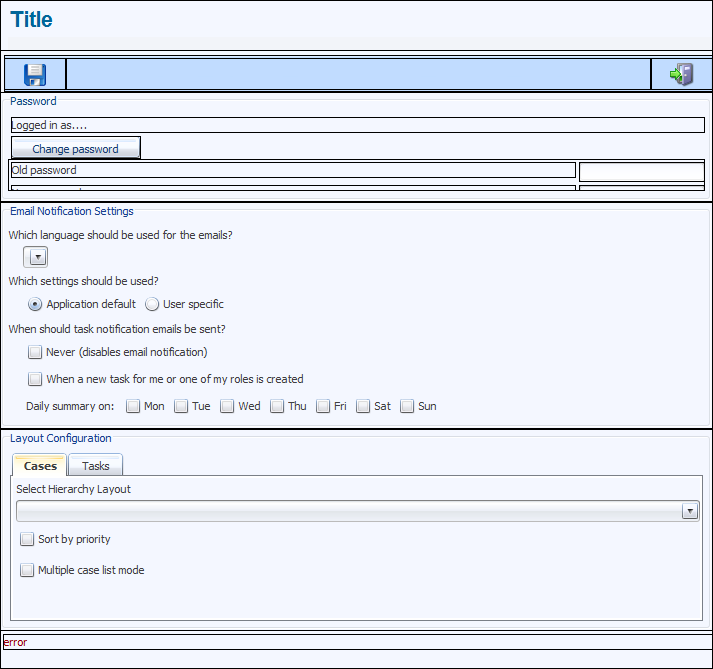 Title
Password
Logged in as....
Change password
Old password
Email Notification Settings
Which language should be used for the emails?
Which settings should be used?
Application default User specific
When should task notification emails be sent?
Never (disables email notification)
When a new task for me or one of my roles is created
Daily summary on: Mon Tue Wed Thu Fri Sat Sun
Layout Configuration
Cases Tasks
Select Hierarchy Layout
Sort by priority
Multiple case list mode
error